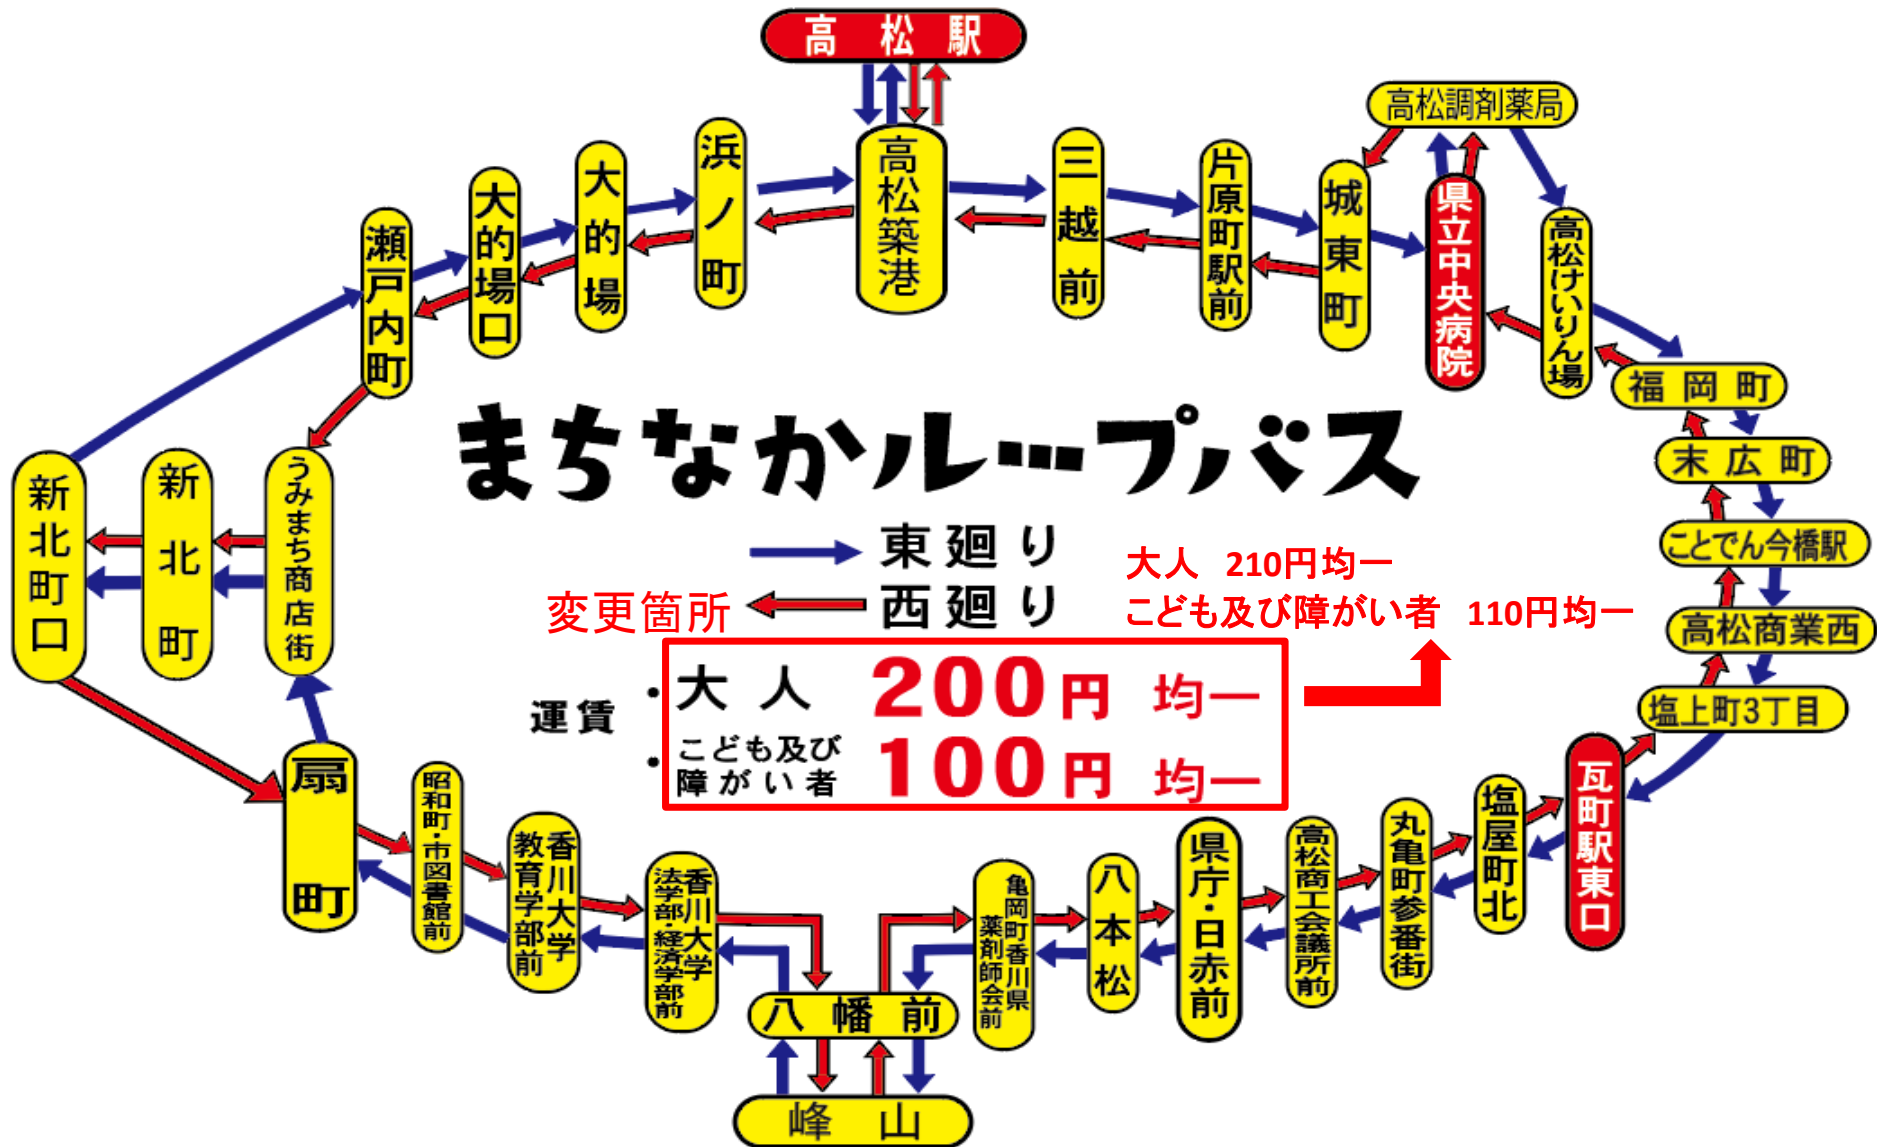 高松駅
高松調剤薬局
高松築港
三越前
片原町駅前
城東町
県立中央病院
高松けいりん場
浜ノ町
大的場
大的場口
瀬戸内町
福岡町
末広町
ことでん今橋駅
高松商業西
塩上町3丁目
まちなかループバス
東廻り
西廻り
変更箇所
大人 210円均一
こども及び障がい者 110円均一
運賃
・大人 200円 均一
・こども及び
障がい者 100円 均一
新北町口
新北町
うみまち商店街
扇町
昭和町・市図書館前
香川大学
教育学部前
香川大学
法学部・経済学部前
八幡前
峰山
亀岡町香川県
薬剤師会前
八本松
県庁・日赤前
高松商工会議所前
丸亀町参番街
塩屋町北
瓦町駅東口